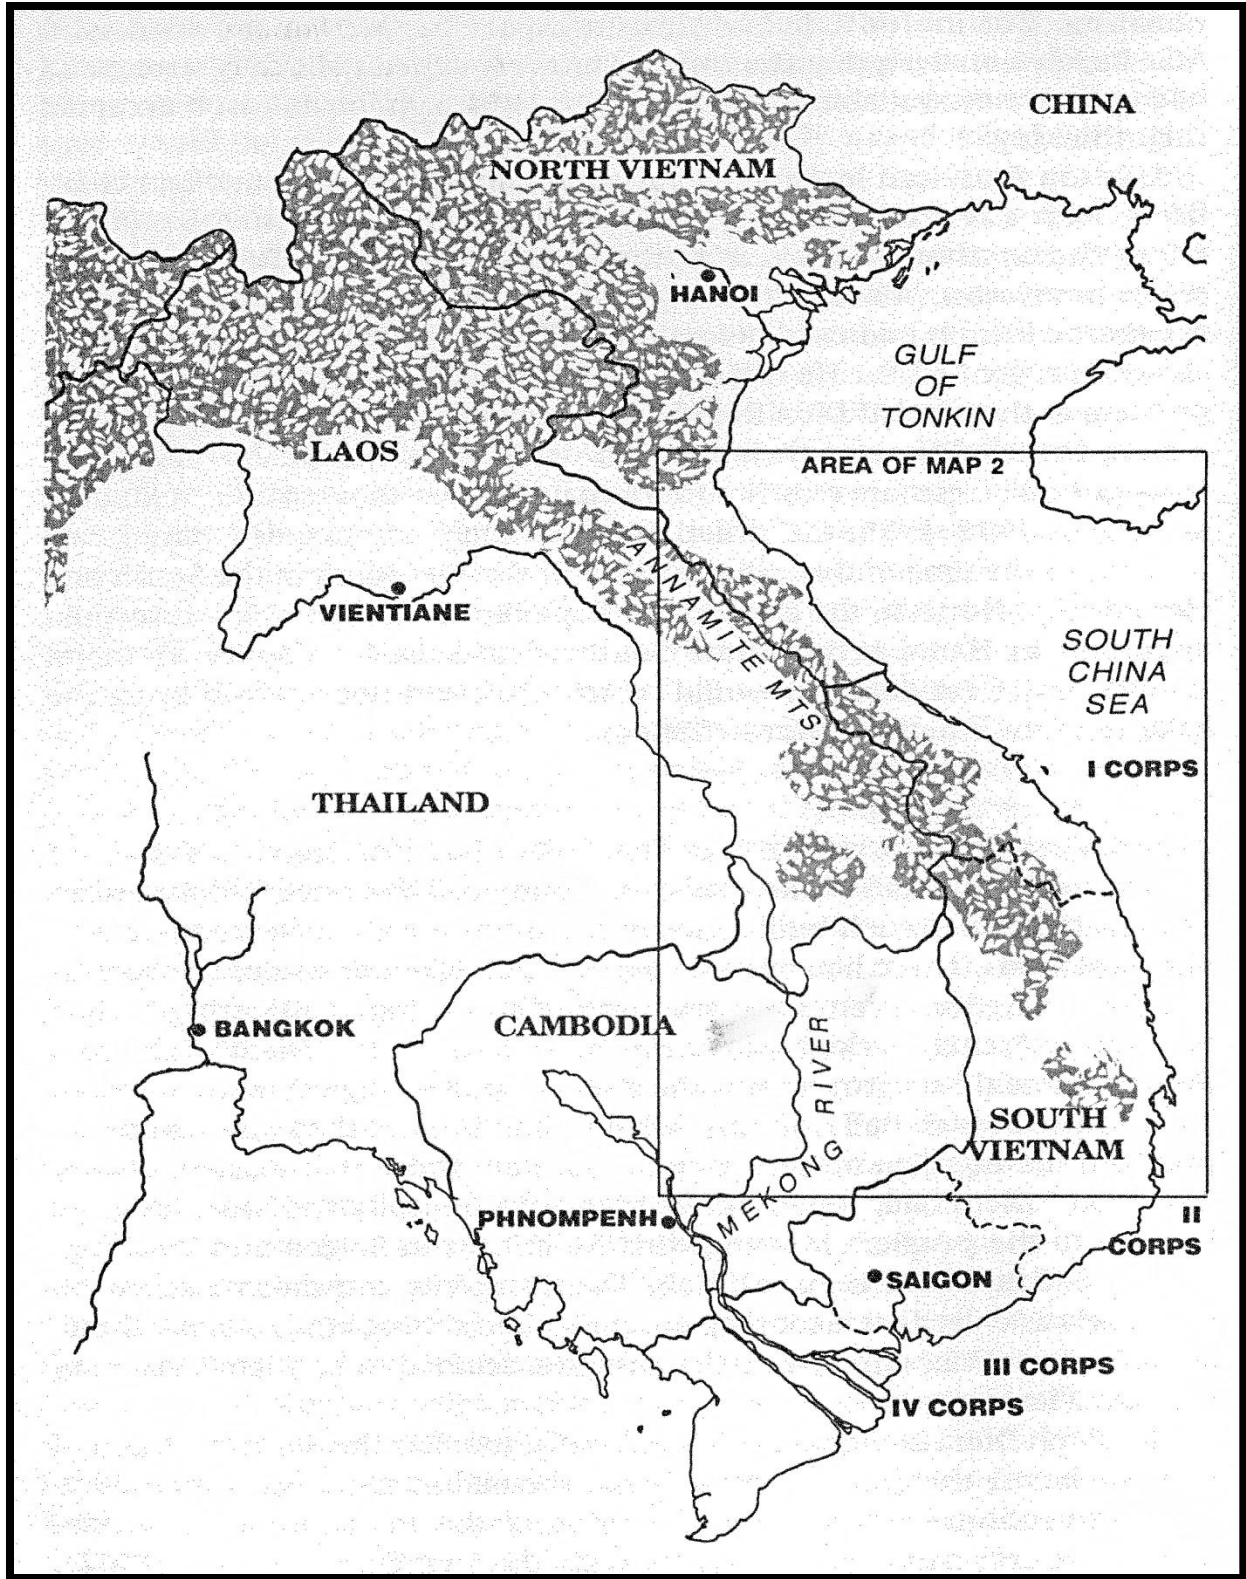 CHINA
NORTH VIETNAM
HANOI
GULF
OF
TONKIN
LAOS
AREA OF MAP 2
ANNAMITE MTS
VIENTIANE
SOUTH
CHINA
SEA
I CORPS
THAILAND
BANGKOK
CAMBODIA
MEKONG RIVER
SOUTH
VIETNAM
PHNOMPENH
II
CORPS
SAIGON
III CORPS
IV CORPS